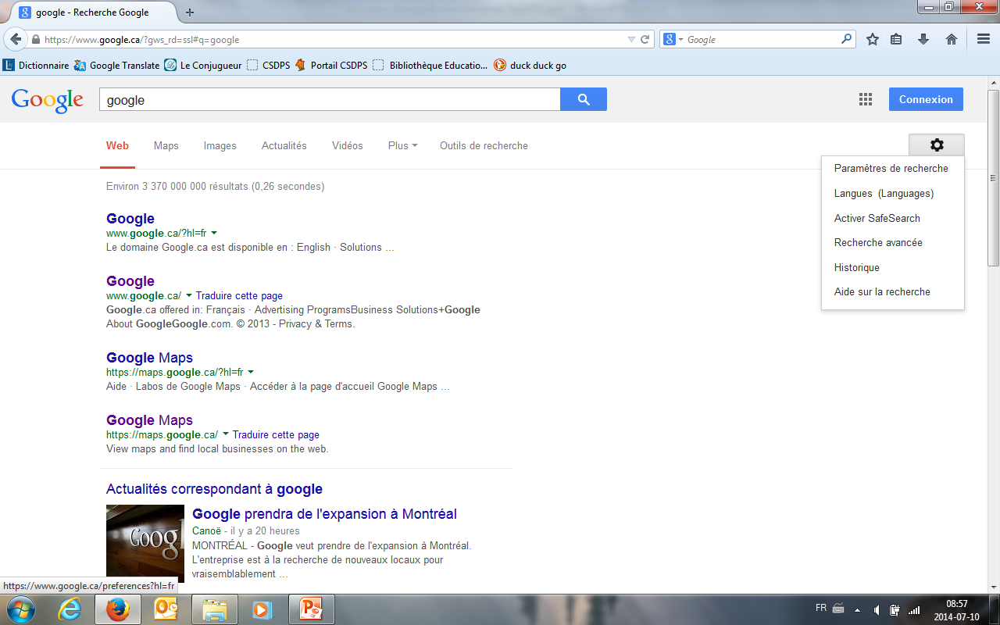 google - Recherche Google
https://www.google.ca/?gws_rd=ssl#q=google
Google
Dictionnaire Google Translate Le Conjugueur CSDPS Portail CSDPS Bibliothèque Educatio... duck duck go
Google google Connexion
Web Maps Images Actualités Vidéos Plus Outils de recherche
Paramètres de recherche
Langues (Languages)
Activer SafeSearch
Recherche avancée
Historique
Aide sur la recherche
Environ 3 370 000 000 résultats (0,26 secondes)
Google
www.google.ca/?hl=fr
Le domaine Google.ca est disponible en : English · Solutions ...
Google
www.google.ca/ Traduire cette page
Google.ca offered in: Français · Advertising ProgramsBusiness Solutions+Google
About GoogleGoogle.com. © 2013 - Privacy & Terms.
Google Maps
https://maps.google.ca/?hl=fr
Aide · Labos de Google Maps · Accéder à la page d'accueil Google Maps ...
Google Maps
https://maps.google.ca/ Traduire cette page
View maps and find local businesses on the web.
Actualités correspondant à google
Google prendra de l'expansion à Montréal
Canoë - il y a 20 heures
MONTRÉAL - Google veut prendre de l'expansion à Montréal.
L'entreprise est à la recherche de nouveaux locaux pour
vraisemblablement ...
https://www.google.ca/preferences?hl=fr
FR 08:57
2014-07-10